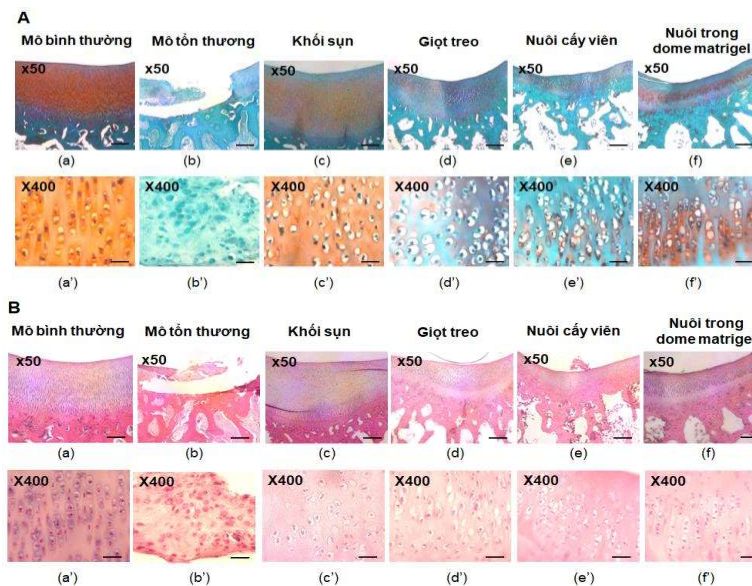 A
Mô bình thường Mô tổn thương Khối sụn Giọt treo Nuôi cấy viên Nuôi trong dome matrigel
x50 x50 x50 x50 x50 x50
(a) (b) (c) (d) (e) (f)
X400 X400 X400 X400 X400 X400
(a') (b') (c') (d') (e') (f')
B
Mô bình thường Mô tổn thương Khối sụn Giọt treo Nuôi cấy viên Nuôi trong dome matrige
x50 x50 x50 x50 x50 x50
(a) (b) (c) (d) (e) (f)
X400 X400 X400 X400 X400 X400
(a') (b') (c') (d') (e') (f')